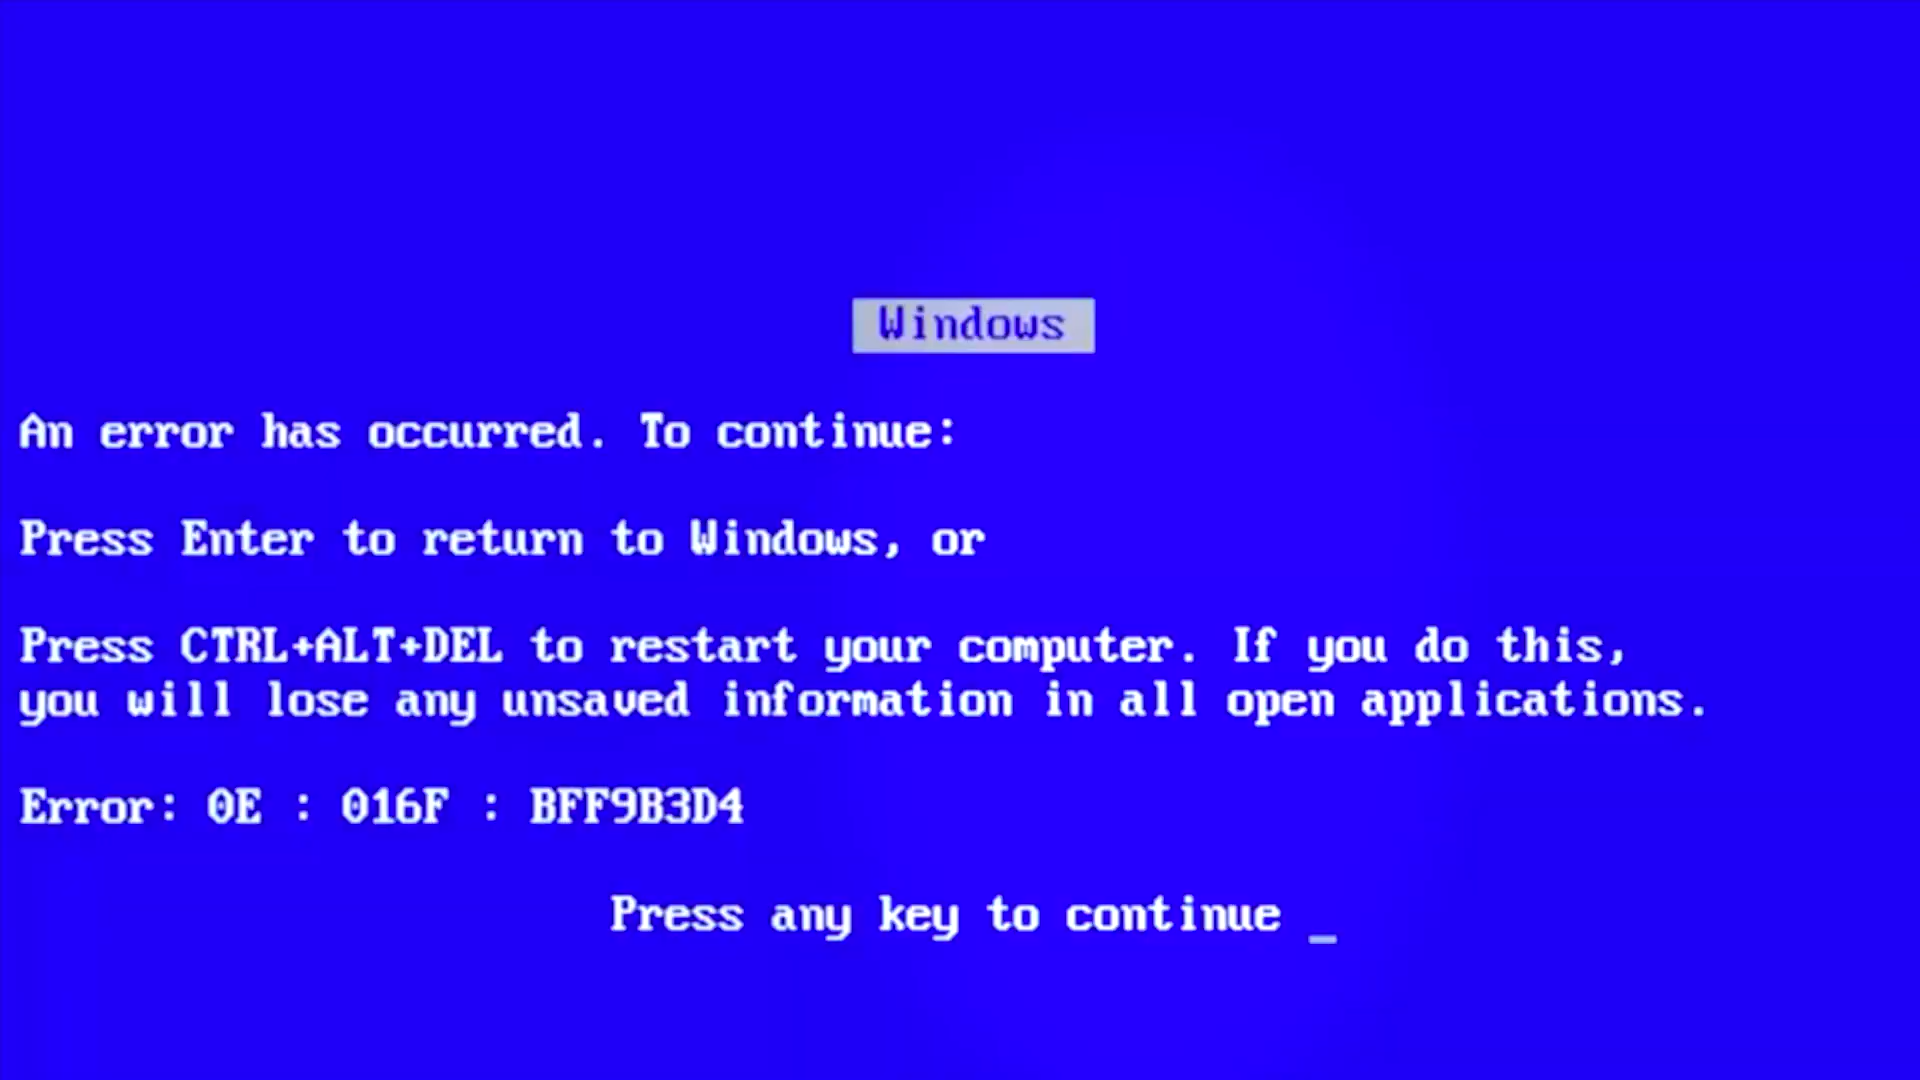 Windows
An error has occurred. To continue:
Press Enter to return to Windows, or
Press CTRL+ALT+DEL to restart your computer. If you do this,
you will lose any unsaved information in all open applications.
Error: 0E : 016F : BFF9B3D4
Press any key to continue _